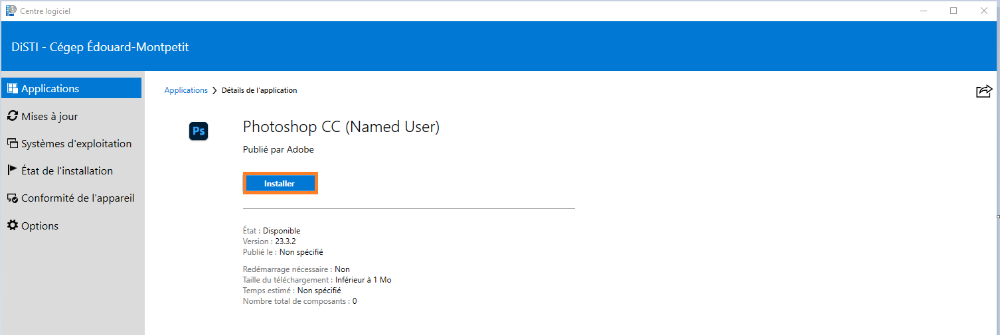 Centre logiciel
DiSTI - Cégep Édouard-Montpetit
Applications
Mises à jour
Systèmes d'exploitation
État de l'installation
Conformité de l'appareil
Options
Applications > Détails de l'application
Ps
Photoshop CC (Named User)
Publié par Adobe
Installer
État : Disponible
Version : 23.3.2
Publié le : Non spécifié
Redémarrage nécessaire : Non
Taille du téléchargement : Inférieur à 1 Mo
Temps estimé : Non spécifié
Nombre total de composants : 0